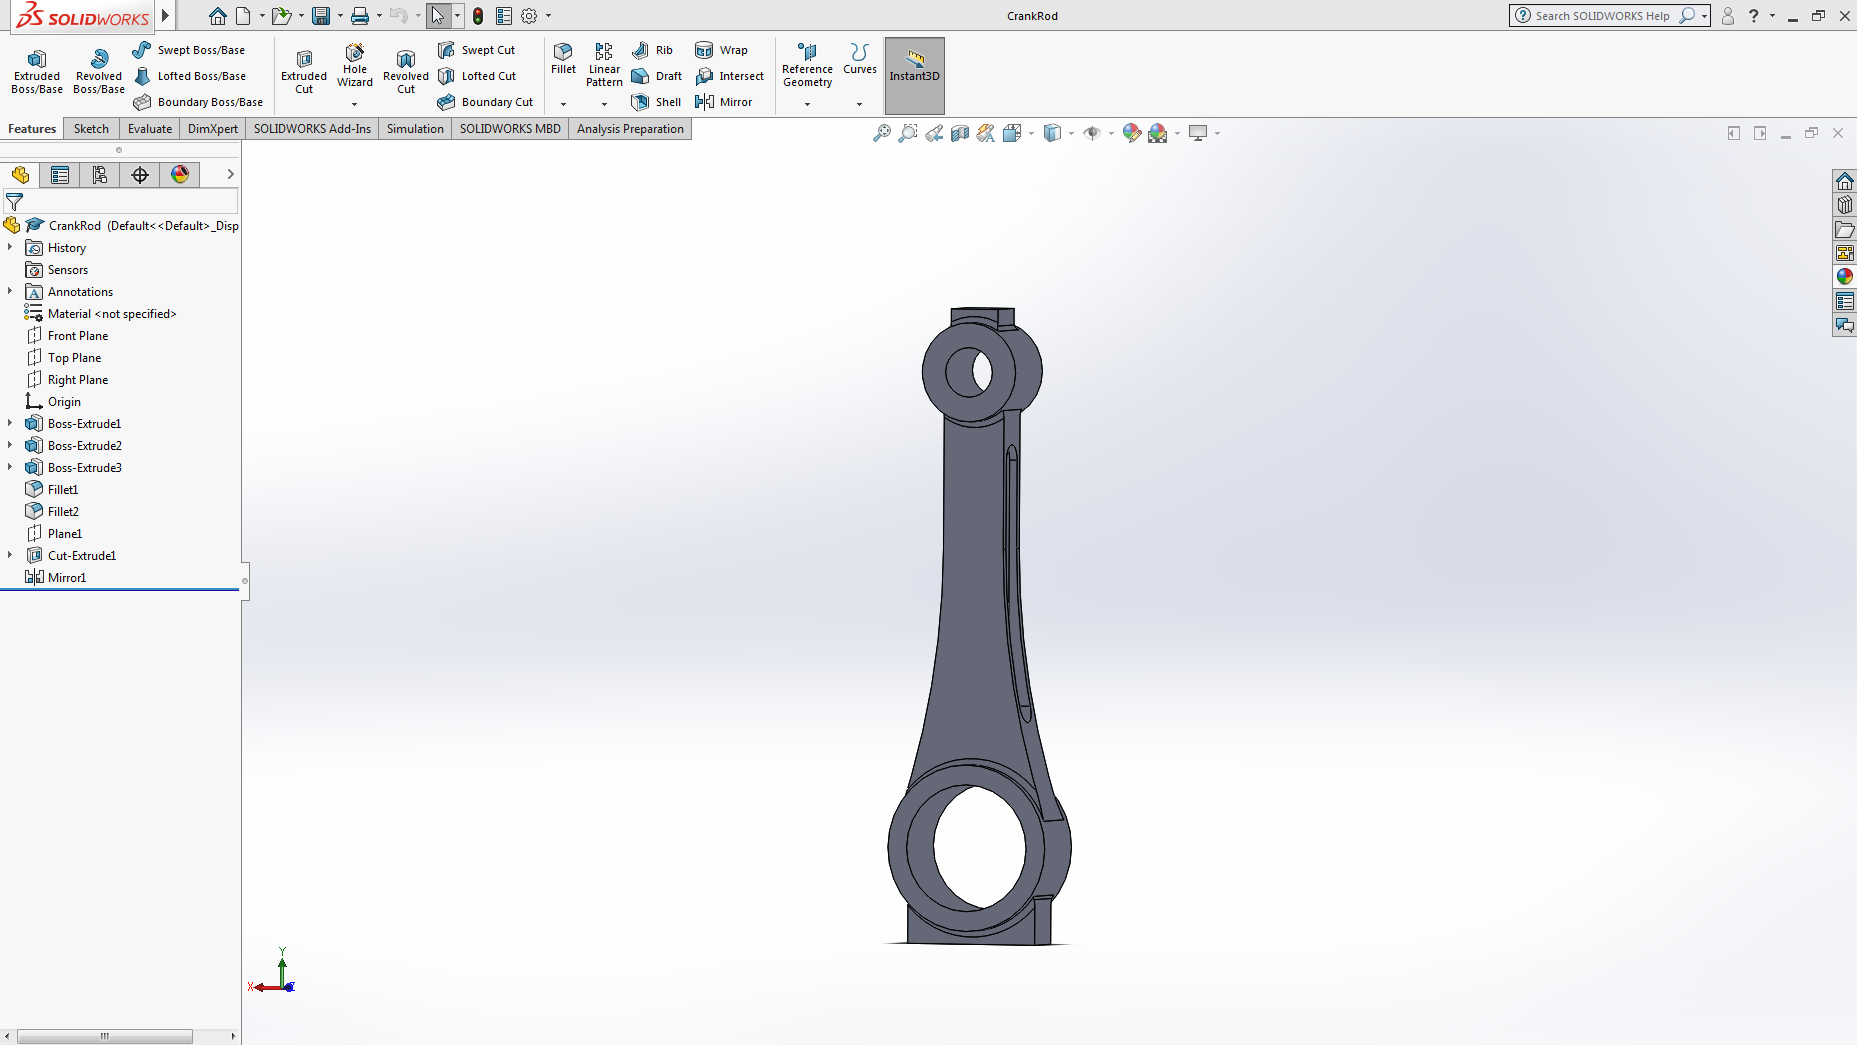 SOLIDWORKS
CrankRod
Search SOLIDWORKS Help
Extruded Boss/Base
Revolved Boss/Base
Swept Boss/Base
Lofted Boss/Base
Boundary Boss/Base
Extruded Cut
Hole Wizard
Revolved Cut
Swept Cut
Lofted Cut
Boundary Cut
Fillet
Linear Pattern
Rib
Draft
Shell
Wrap
Intersect
Mirror
Reference Geometry
Curves
Instant3D
Features
Sketch
Evaluate
DimXpert
SOLIDWORKS Add-Ins
Simulation
SOLIDWORKS MBD
Analysis Preparation
CrankRod (Default<<Default>_Disp
History
Sensors
Annotations
Material <not specified>
Front Plane
Top Plane
Right Plane
Origin
Boss-Extrude1
Boss-Extrude2
Boss-Extrude3
Fillet1
Fillet2
Plane1
Cut-Extrude1
Mirror1
Y
X
Z